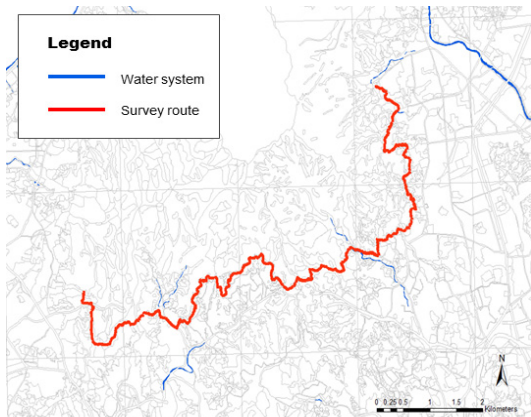 Legend
Water system
Survey route
N
0 0.25 0.5 1 1.5 2
Kilometers